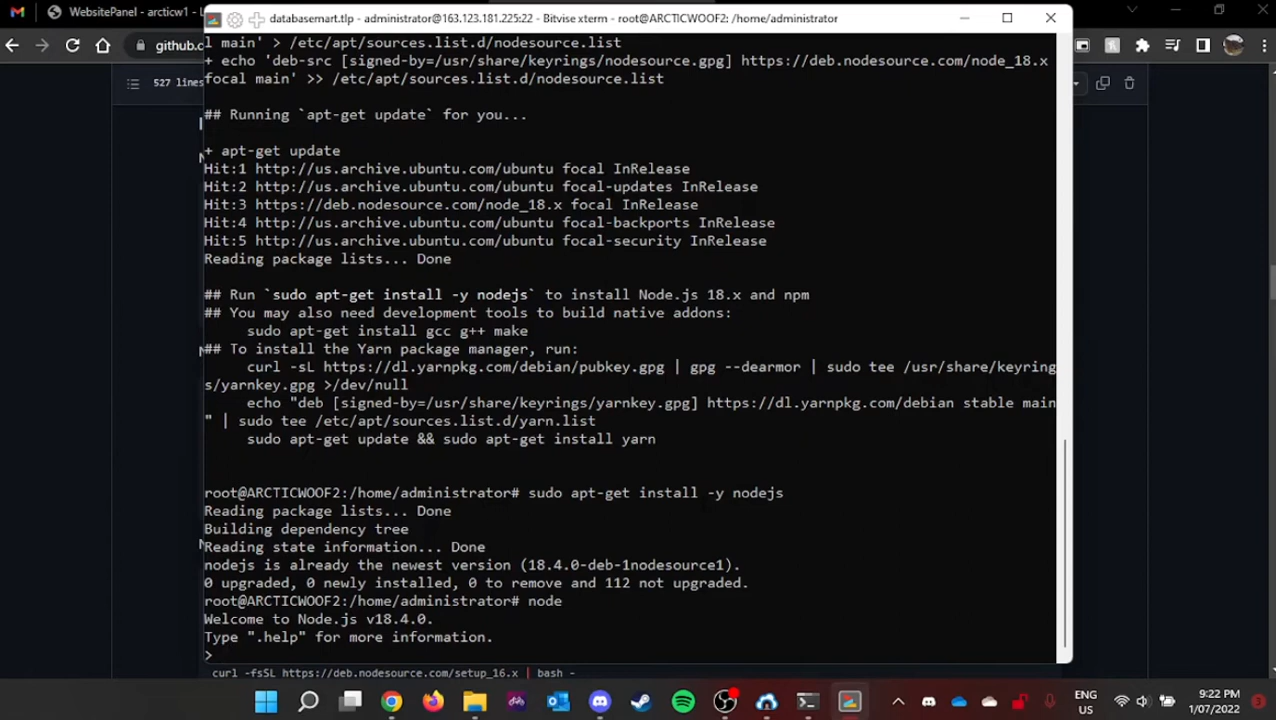 WebsitePanel - arcticw1
databasemart.tlp - administrator@163.123.181.225:22 - Bitvise xterm - root@ARCTICWOOF2: /home/administrator
github.c
527 lines
l main' > /etc/apt/sources.list.d/nodesource.list
+ echo 'deb-src [signed-by=/usr/share/keyrings/nodesource.gpg] https://deb.nodesource.com/node_18.x
focal main' >> /etc/apt/sources.list.d/nodesource.list
## Running `apt-get update` for you...
+ apt-get update
Hit:1 http://us.archive.ubuntu.com/ubuntu focal InRelease
Hit:2 http://us.archive.ubuntu.com/ubuntu focal-updates InRelease
Hit:3 https://deb.nodesource.com/node_18.x focal InRelease
Hit:4 http://us.archive.ubuntu.com/ubuntu focal-backports InRelease
Hit:5 http://us.archive.ubuntu.com/ubuntu focal-security InRelease
Reading package lists... Done
## Run `sudo apt-get install -y nodejs` to install Node.js 18.x and npm
## You may also need development tools to build native addons:
sudo apt-get install gcc g++ make
## To install the Yarn package manager, run:
curl -sL https://dl.yarnpkg.com/debian/pubkey.gpg | gpg --dearmor | sudo tee /usr/share/keyring
s/yarnkey.gpg >/dev/null
echo "deb [signed-by=/usr/share/keyrings/yarnkey.gpg] https://dl.yarnpkg.com/debian stable main
" | sudo tee /etc/apt/sources.list.d/yarn.list
sudo apt-get update && sudo apt-get install yarn
root@ARCTICWOOF2:/home/administrator# sudo apt-get install -y nodejs
Reading package lists... Done
Building dependency tree
Reading state information... Done
nodejs is already the newest version (18.4.0-deb-1nodesource1).
0 upgraded, 0 newly installed, 0 to remove and 112 not upgraded.
root@ARCTICWOOF2:/home/administrator# node
Welcome to Node.js v18.4.0.
Type ".help" for more information.
>
curl -fsSL https://deb.nodesource.com/setup_16.x | bash -
ENG
US
9:22 PM
1/07/2022
3